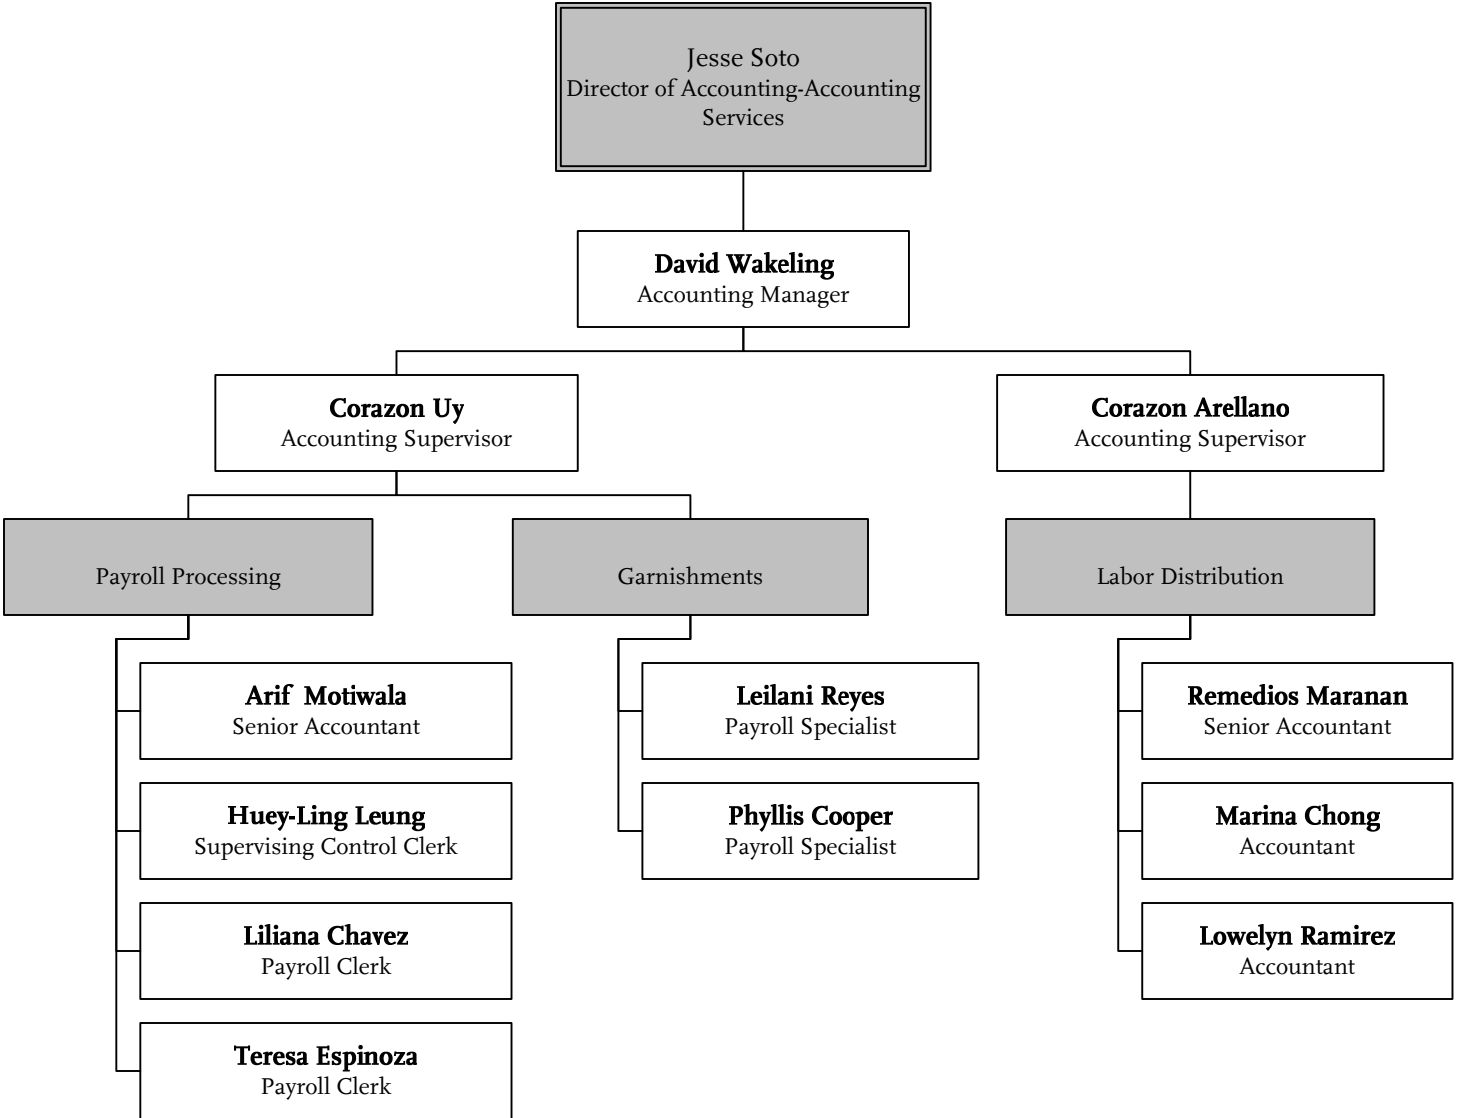 Jesse Soto
Director of Accounting-Accounting
Services
David Wakeling
Accounting Manager
Corazon Uy
Accounting Supervisor
Corazon Arellano
Accounting Supervisor
Payroll Processing
Garnishments
Labor Distribution
Arif Motiwala
Senior Accountant
Leilani Reyes
Payroll Specialist
Remedios Maranan
Senior Accountant
Huey-Ling Leung
Supervising Control Clerk
Phyllis Cooper
Payroll Specialist
Marina Chong
Accountant
Liliana Chavez
Payroll Clerk
Lowelyn Ramirez
Accountant
Teresa Espinoza
Payroll Clerk